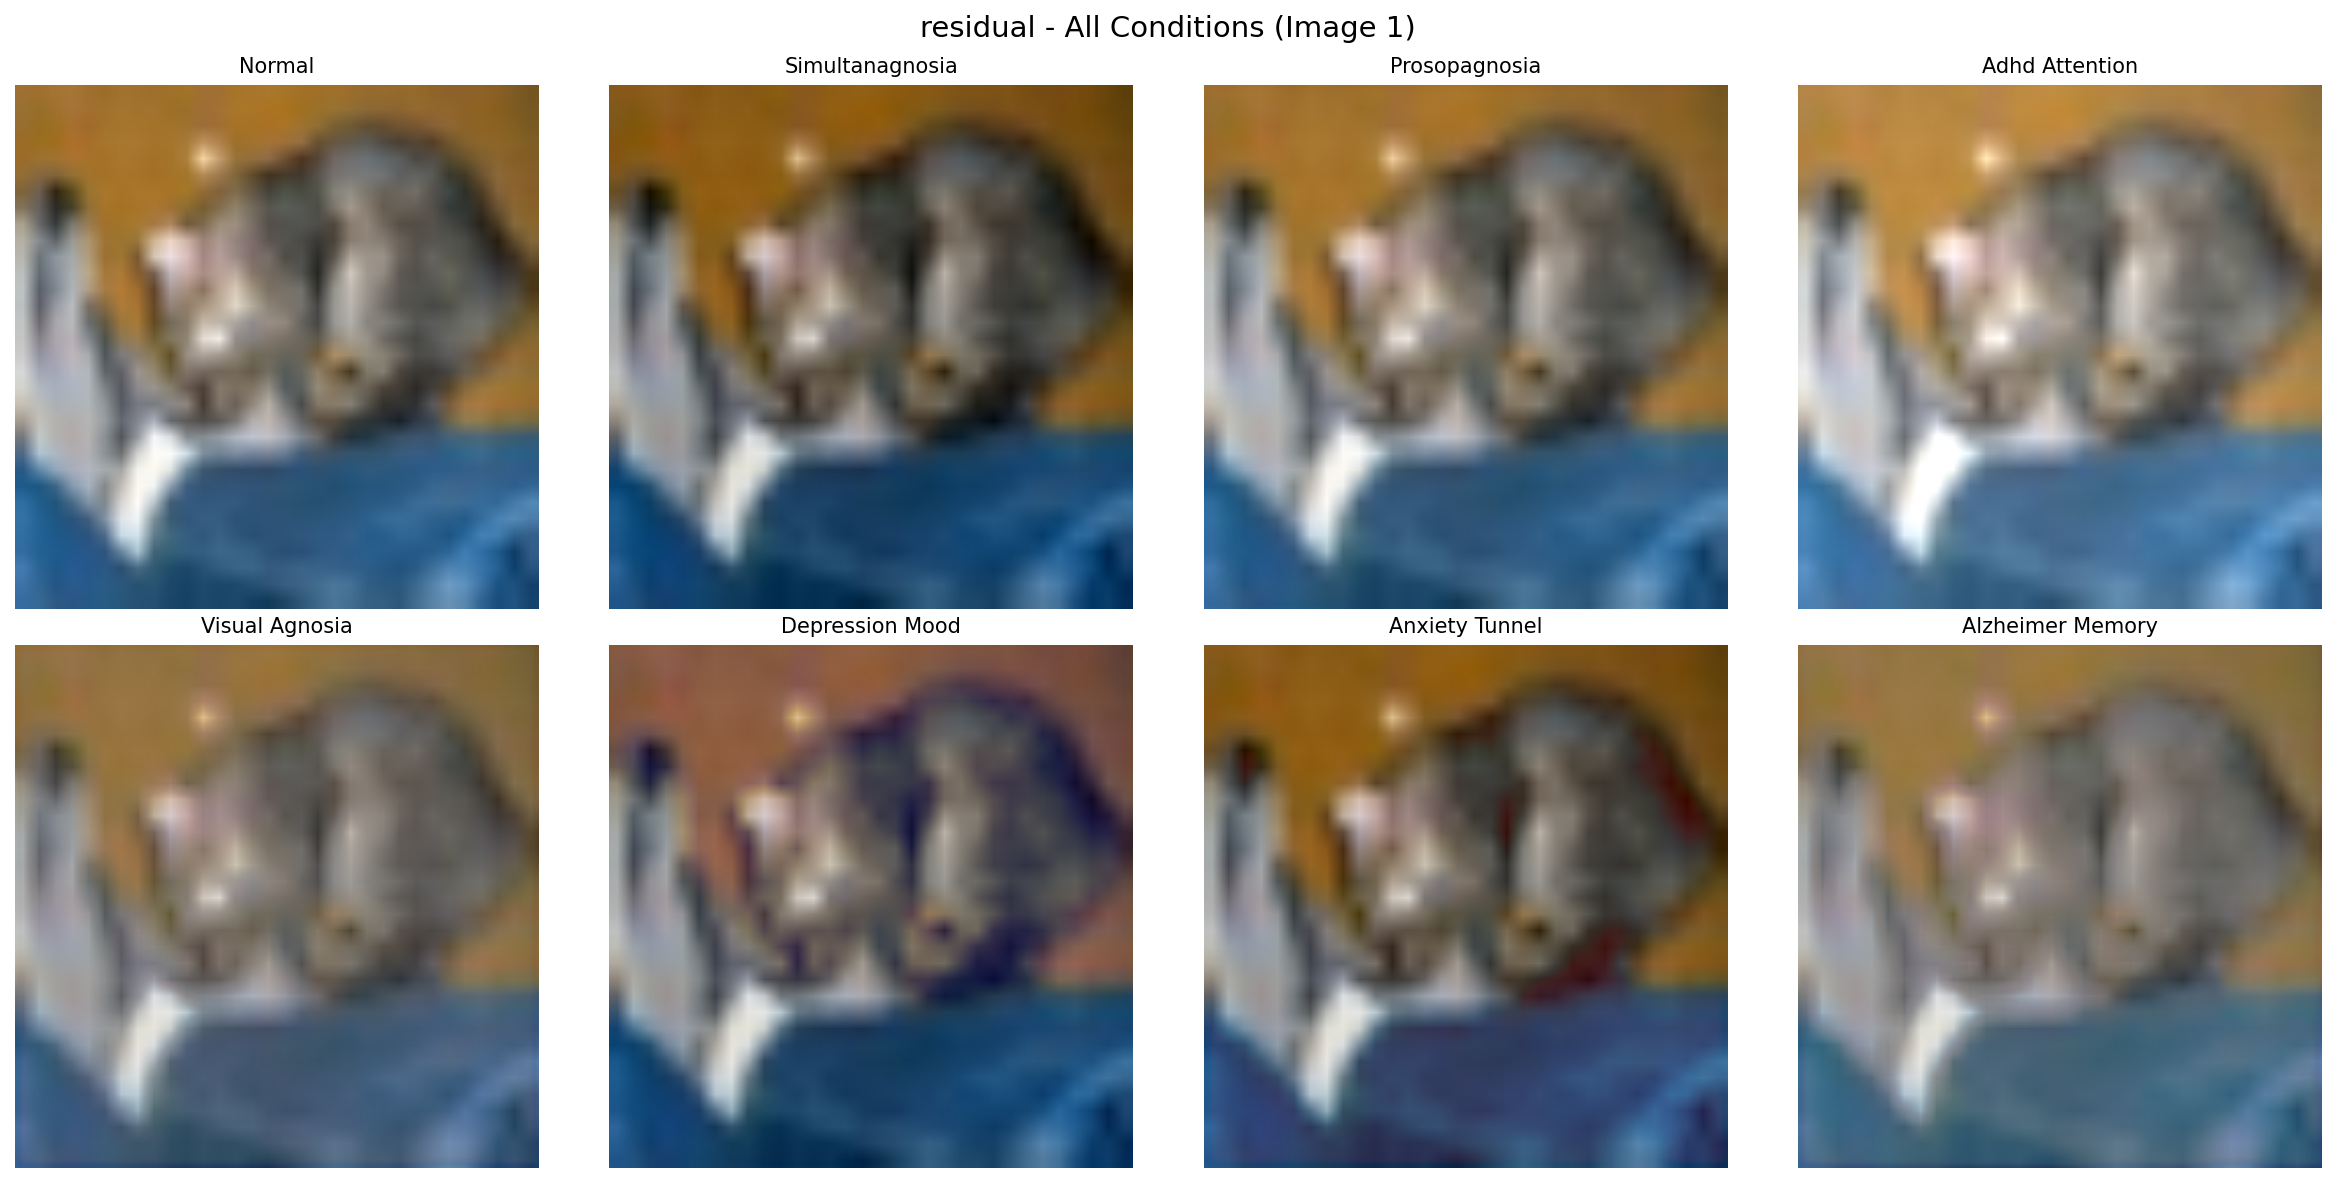 residual - All Conditions (Image 1)
Normal
Simultanagnosia
Prosopagnosia
Adhd Attention
Visual Agnosia
Depression Mood
Anxiety Tunnel
Alzheimer Memory